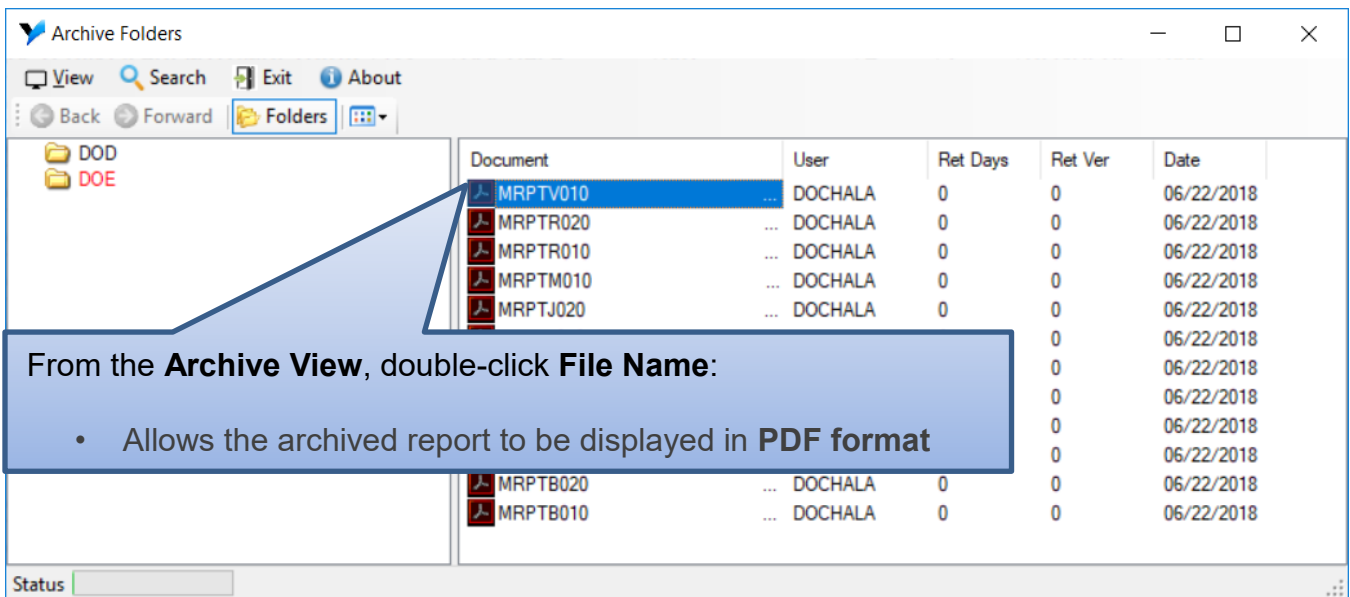 Archive Folders
View Search Exit About
Back Forward Folders
DOD
DOE
Document User Ret Days Ret Ver Date
MRPTV010 ... DOCHALA 0 0 06/22/2018
MRPTR020 ... DOCHALA 0 0 06/22/2018
MRPTR010 ... DOCHALA 0 0 06/22/2018
MRPTM010 ... DOCHALA 0 0 06/22/2018
MRPTJ020 ... DOCHALA 0 0 06/22/2018
0 06/22/2018
0 06/22/2018
0 06/22/2018
0 06/22/2018
0 06/22/2018
From the Archive View, double-click File Name:
• Allows the archived report to be displayed in PDF format
MRPTB020 ... DOCHALA 0 0 06/22/2018
MRPTB010 ... DOCHALA 0 0 06/22/2018
Status